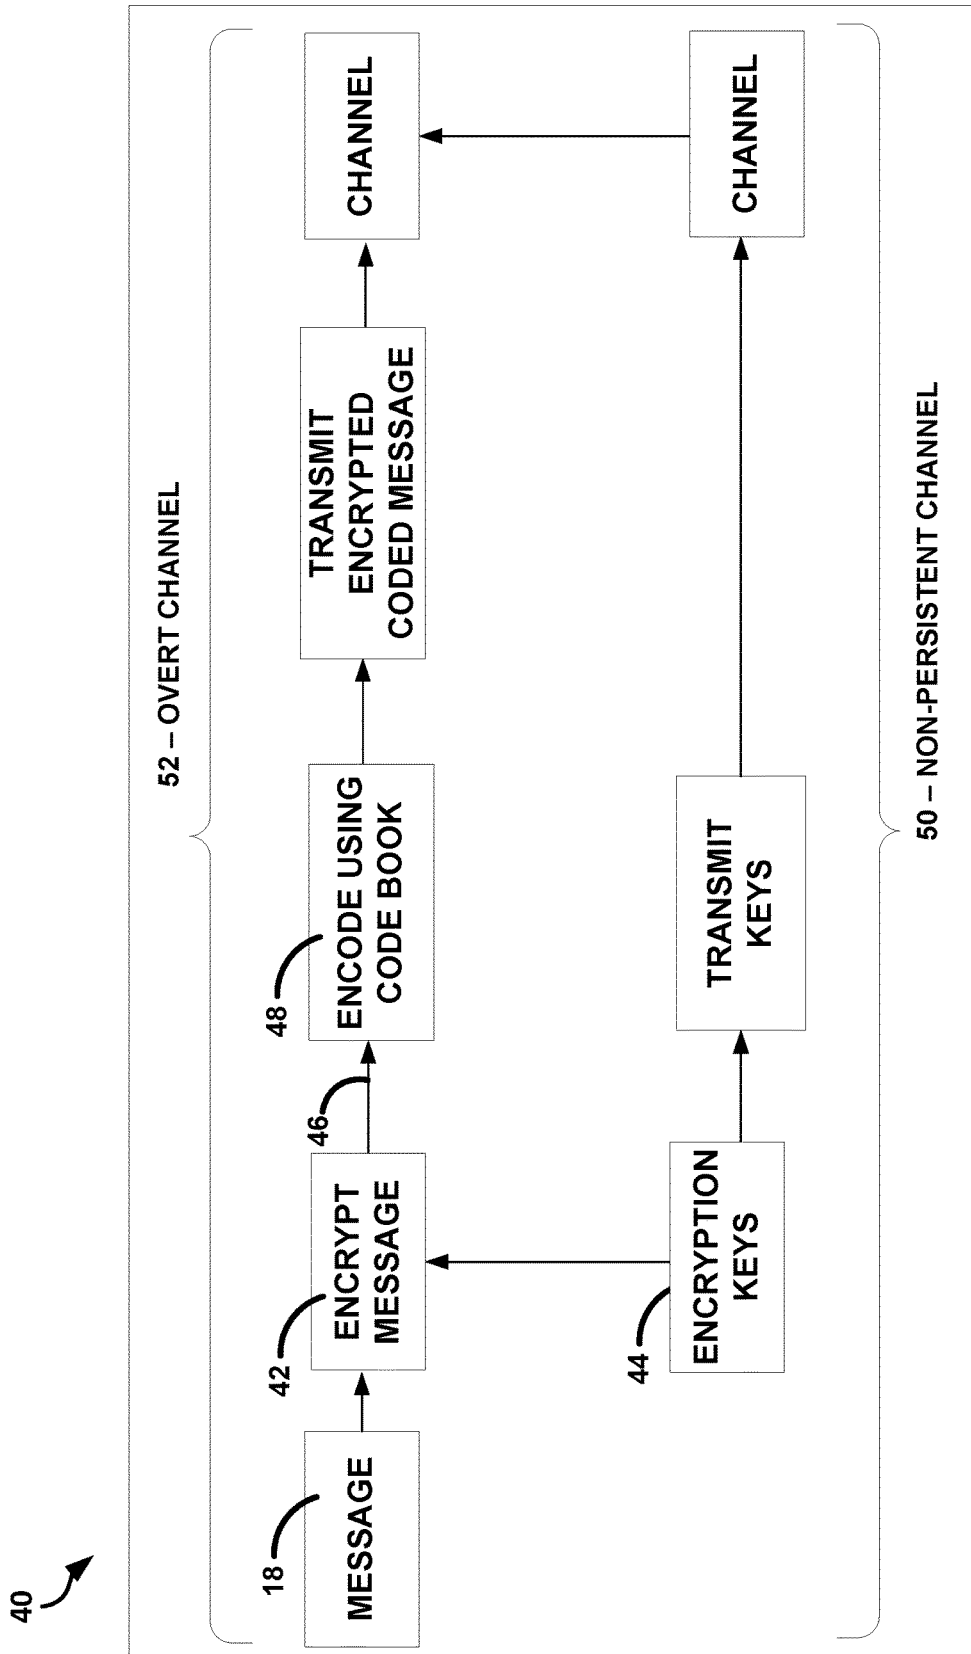 40
52 – OVERT CHANNEL
18
MESSAGE
42
ENCRYPT
MESSAGE
46
48
ENCODE USING
CODE BOOK
TRANSMIT
ENCRYPTED
CODED MESSAGE
CHANNEL
44
ENCRYPTION
KEYS
TRANSMIT
KEYS
CHANNEL
50 – NON-PERSISTENT CHANNEL